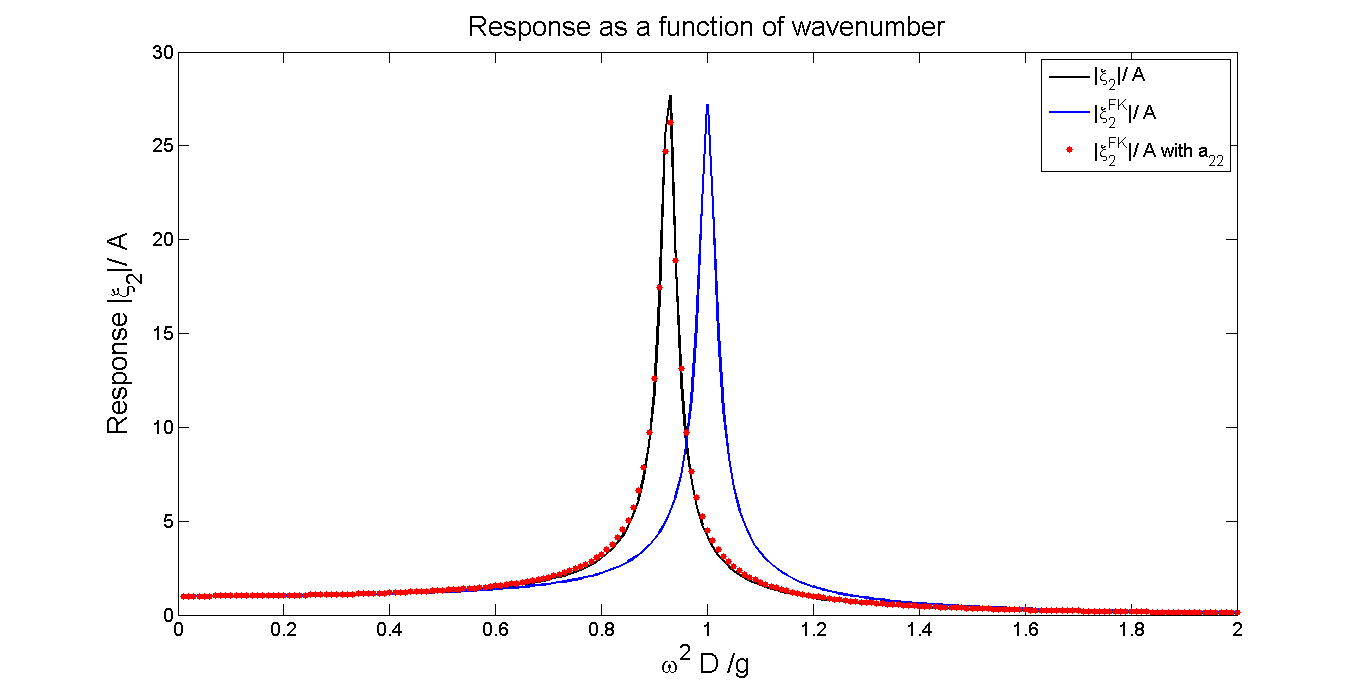 Response as a function of wavenumber
30
25
20
15
10
5
0
Response |ξ₂|/ A
|ξ₂|/ A
|ξ₂ᶠᴷ|/ A
|ξ₂ᶠᴷ|/ A with a₂₂
0 0.2 0.4 0.6 0.8 1 1.2 1.4 1.6 1.8 2
ω² D /g